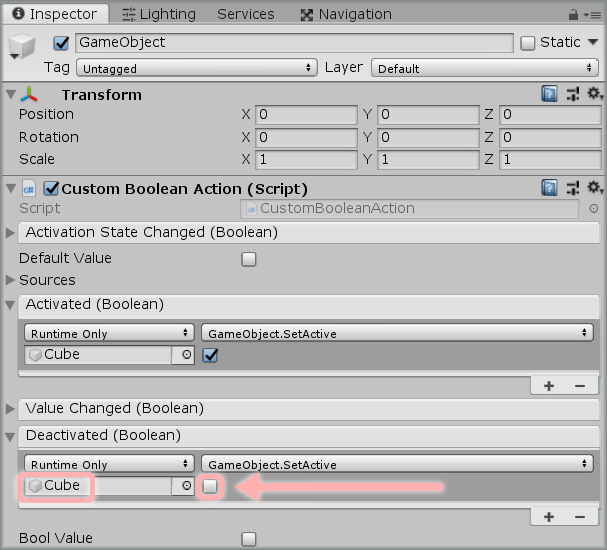 Inspector Lighting Services Navigation
GameObject Static
Tag Untagged Layer Default
Transform
Position X 0 Y 0 Z 0
Rotation X 0 Y 0 Z 0
Scale X 1 Y 1 Z 1
c# Custom Boolean Action (Script)
Script CustomBooleanAction
Activation State Changed (Boolean)
Default Value
Sources
Activated (Boolean)
Runtime Only GameObject.SetActive
Cube
+ −
Value Changed (Boolean)
Deactivated (Boolean)
Runtime Only GameObject.SetActive
Cube
+ −
Bool Value